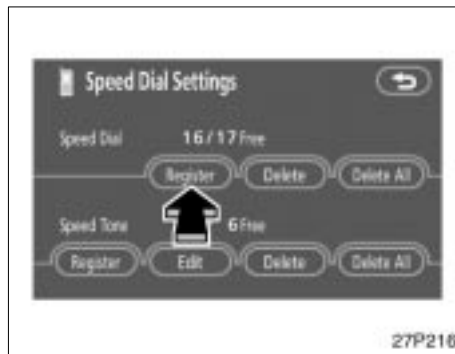 Speed Dial Settings
Speed Dial 16/17 Free
Register Delete Delete All
Speed Tone 6 Free
Register Edit Delete Delete All
27P216